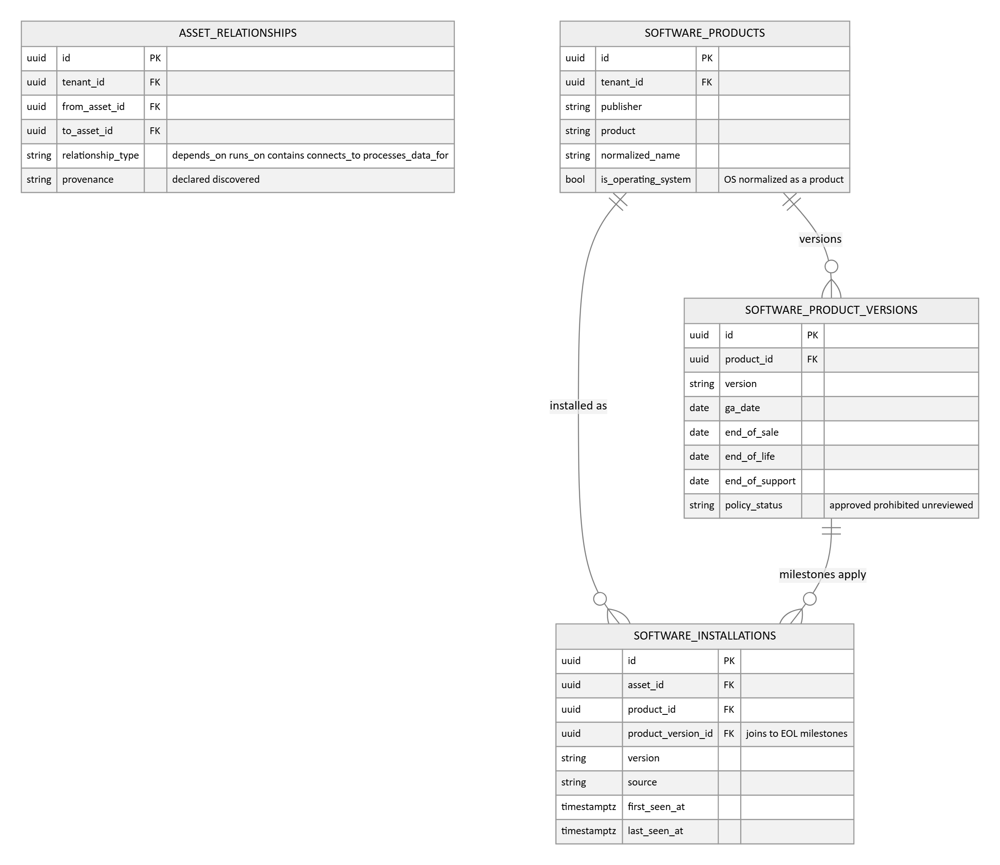 ASSET_RELATIONSHIPS
uuid id PK
uuid tenant_id FK
uuid from_asset_id FK
uuid to_asset_id FK
string relationship_type depends_on runs_on contains connects_to processes_data_for
string provenance declared discovered
SOFTWARE_PRODUCTS
uuid id PK
uuid tenant_id FK
string publisher
string product
string normalized_name
bool is_operating_system OS normalized as a product
versions
SOFTWARE_PRODUCT_VERSIONS
uuid id PK
uuid product_id FK
string version
date ga_date
date end_of_sale
date end_of_life
date end_of_support
string policy_status approved prohibited unreviewed
installed as
milestones apply
SOFTWARE_INSTALLATIONS
uuid id PK
uuid asset_id FK
uuid product_id FK
uuid product_version_id FK joins to EOL milestones
string version
string source
timestamptz first_seen_at
timestamptz last_seen_at